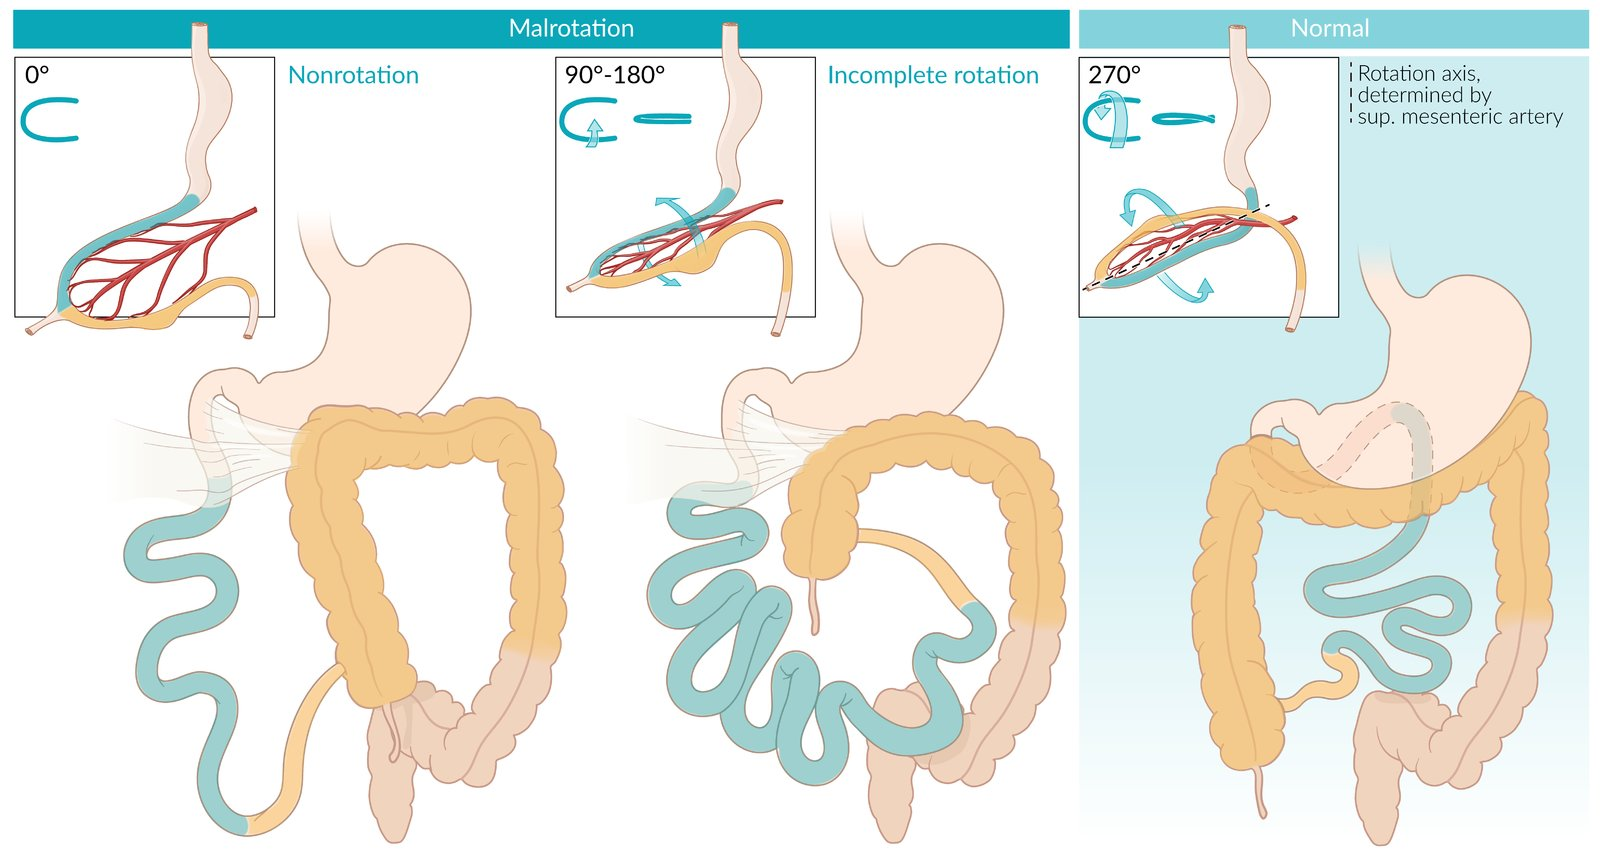 Malrotation
Normal
0°
Nonrotation
90°-180°
Incomplete rotation
270°
Rotation axis,
determined by
sup. mesenteric artery